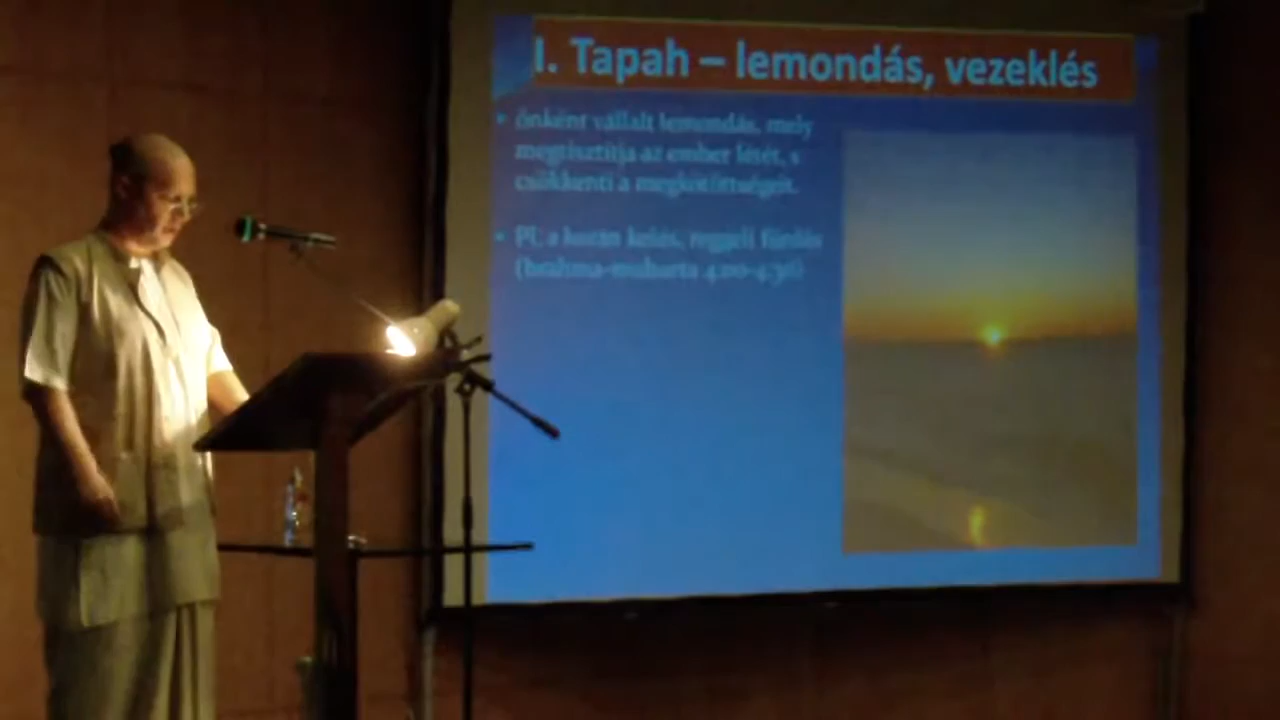 I. Tapah – lemondás, vezeklés
• önként vállalt lemondás, mely
megtisztítja az ember létét, s
csökkenti a megkötöttségeit.
• Pl. a korán kelés, reggeli fürdés
(brahma-muhurta 4.00-4.36)